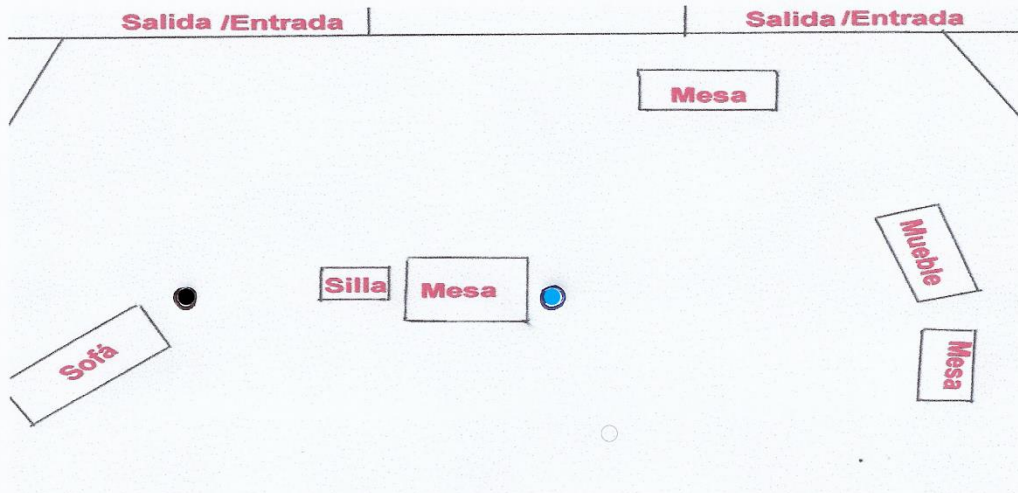 Salida /Entrada
Salida /Entrada
Mesa
Mueble
Silla
Mesa
Sofá
Mesa